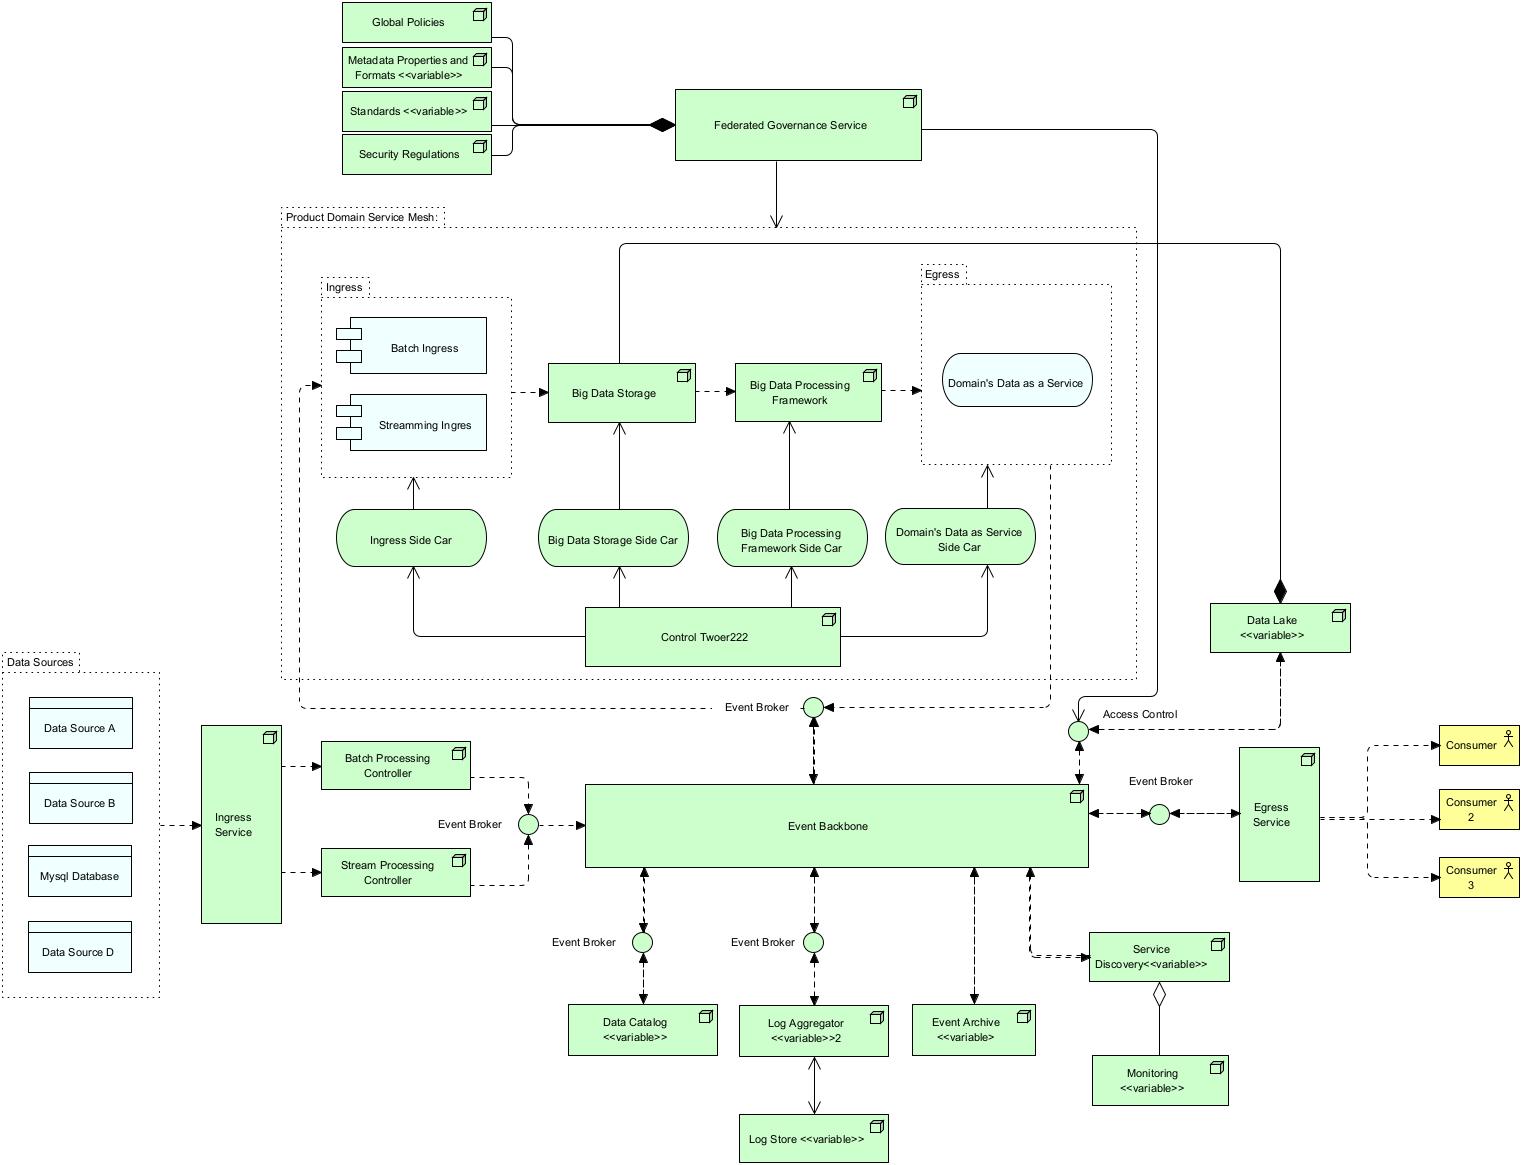 Global Policies
Metadata Properties and
Formats <<variable>>
Standards <<variable>>
Security Regulations
Federated Governance Service
Product Domain Service Mesh:
Ingress
Batch Ingress
Streamming Ingres
Big Data Storage
Big Data Processing
Framework
Egress
Domain's Data as a Service
Ingress Side Car
Big Data Storage Side Car
Big Data Processing
Framework Side Car
Domain's Data as Service
Side Car
Control Twoer222
Data Lake
<<variable>>
Data Sources
Data Source A
Data Source B
Mysql Database
Data Source D
Ingress
Service
Batch Processing
Controller
Stream Processing
Controller
Event Broker
Event Broker
Access Control
Event Backbone
Event Broker
Egress
Service
Consumer
Consumer
2
Consumer
3
Event Broker
Event Broker
Data Catalog
<<variable>>
Log Aggregator
<<variable>>2
Event Archive
<<variable>
Service
Discovery<<variable>>
Monitoring
<<variable>>
Log Store <<variable>>